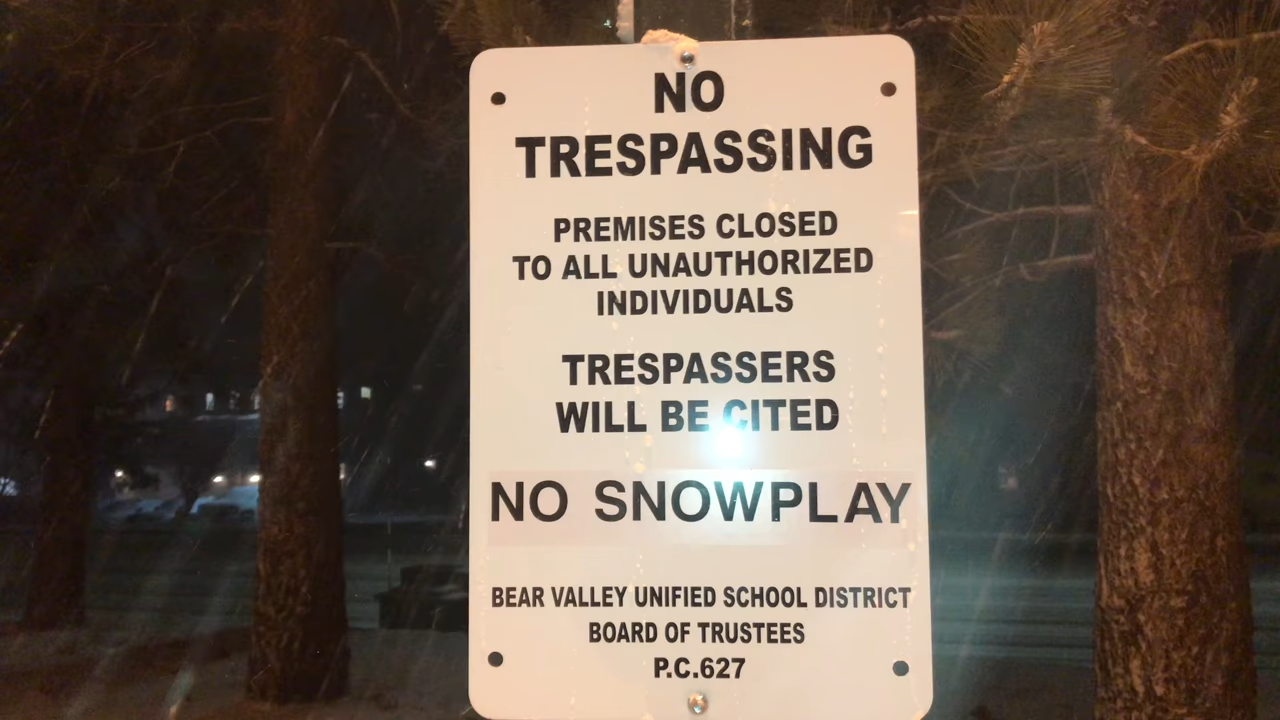 NO
TRESPASSING
PREMISES CLOSED
TO ALL UNAUTHORIZED
INDIVIDUALS
TRESPASSERS
WILL BE CITED
NO SNOWPLAY
BEAR VALLEY UNIFIED SCHOOL DISTRICT
BOARD OF TRUSTEES
P.C.627